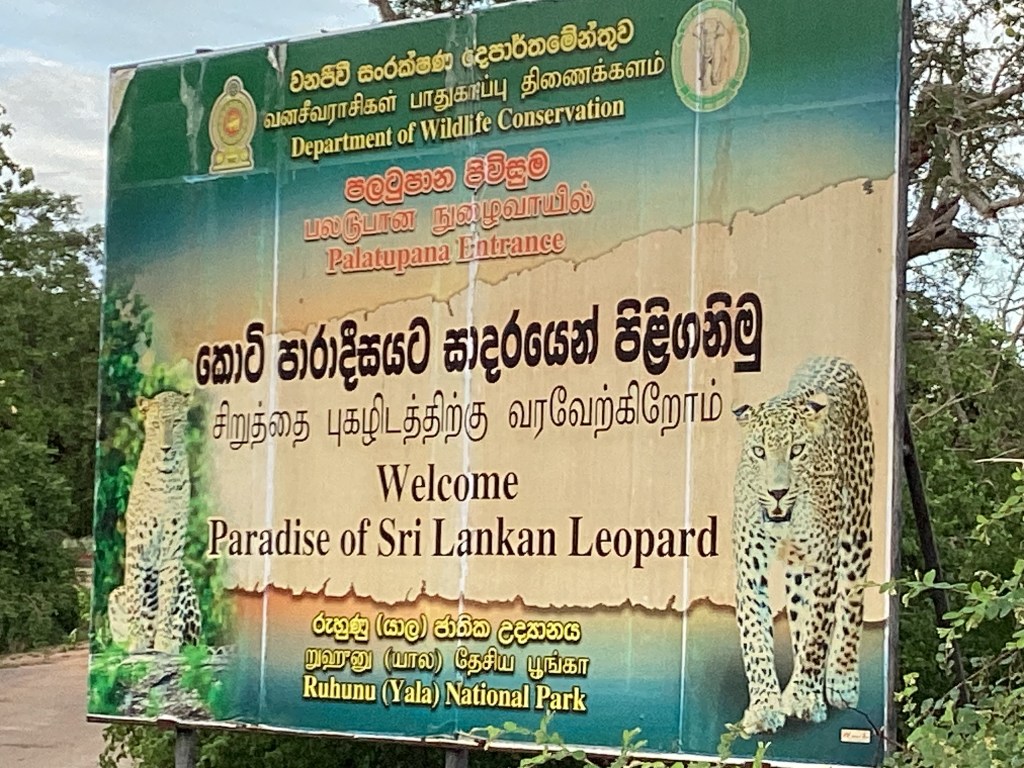 වනජීවී සංරක්ෂණ දෙපාර්තමේන්තුව
வனசீவராசிகள் பாதுகாப்பு திணைக்களம்
Department of Wildlife Conservation
පලටුපාන පිවිසුම
பலடுபான நுழைவாயில்
Palatupana Entrance
කොටි පාරාදීසයට සාදරයෙන් පිළිගනිමු
சிறுத்தை புகழிடத்திற்கு வரவேற்கிறோம்
Welcome
Paradise of Sri Lankan Leopard
රුහුණු (යාල) ජාතික උද්‍යානය
றுஹுனு (யால) தேசிய பூங்கா
Ruhunu (Yala) National Park